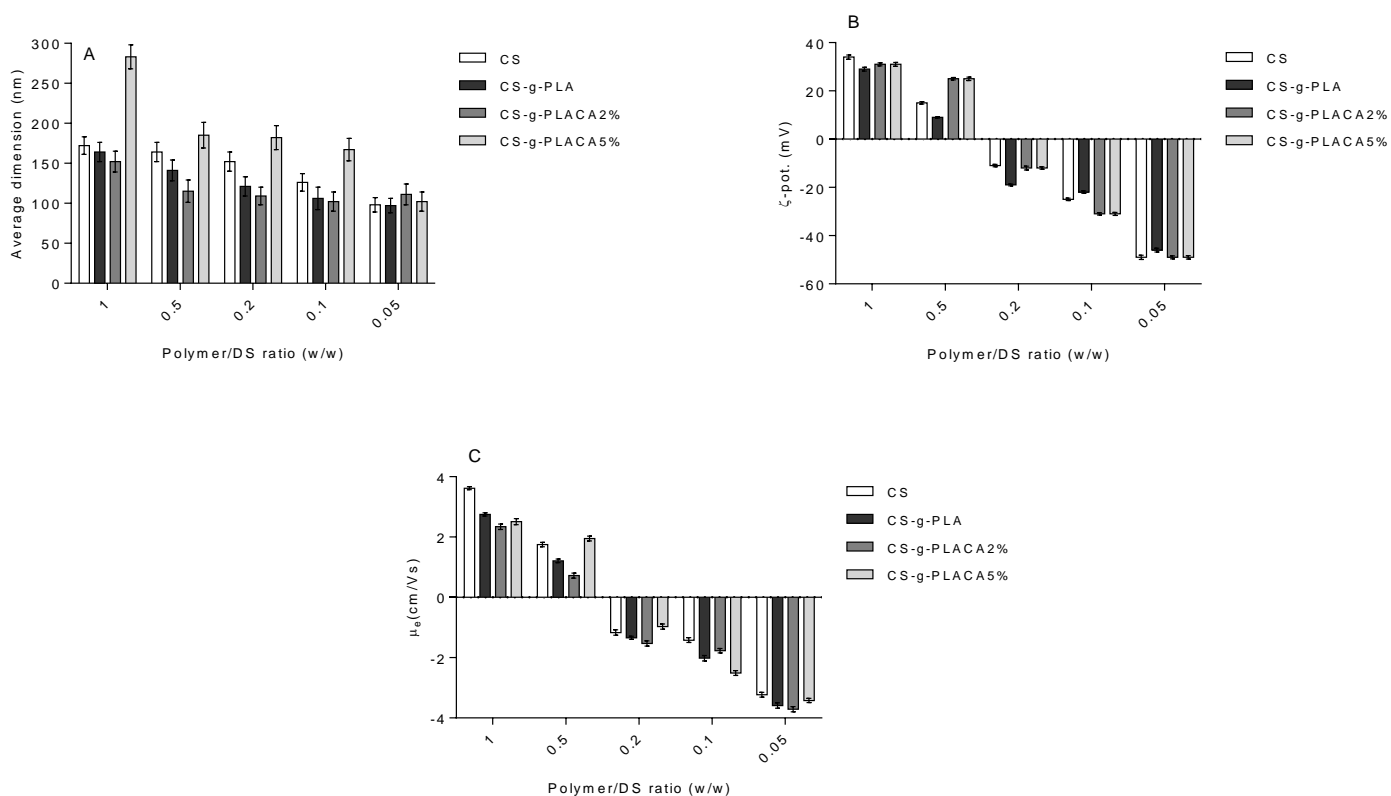 A
Average dimension (nm)
300
250
200
150
100
50
0
1
0.5
0.2
0.1
0.05
Polymer/DS ratio (w/w)
CS
CS-g-PLA
CS-g-PLACA2%
CS-g-PLACA5%
B
ζ-pot. (mV)
40
20
0
-20
-40
-60
1
0.5
0.2
0.1
0.05
Polymer/DS ratio (w/w)
CS
CS-g-PLA
CS-g-PLACA2%
CS-g-PLACA5%
C
μe(cm/Vs)
4
2
0
-2
-4
1
0.5
0.2
0.1
0.05
Polymer/DS ratio (w/w)
CS
CS-g-PLA
CS-g-PLACA2%
CS-g-PLACA5%